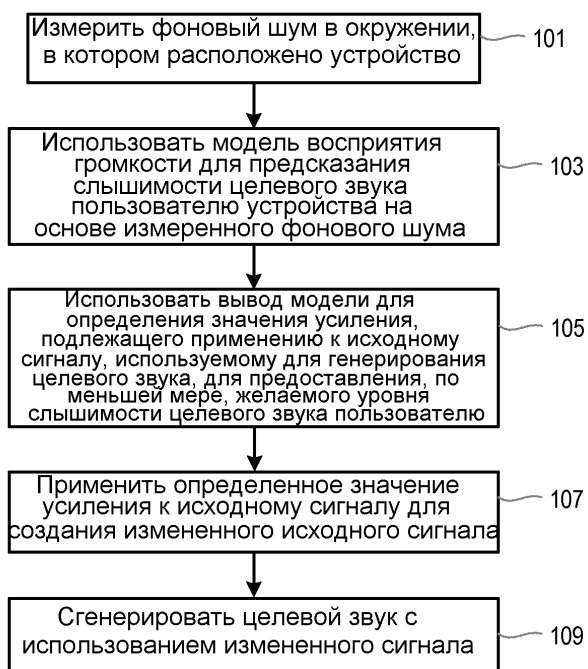 Измерить фоновый шум в окружении,
в котором расположено устройство
101
Использовать модель восприятия
громкости для предсказания
слышимости целевого звука
пользователю устройства на
основе измеренного фонового шума
103
Использовать вывод модели для
определения значения усиления,
подлежащего применению к исходному
сигналу, используемому для генерирования
целевого звука, для предоставления, по
меньшей мере, желаемого уровня
слышимости целевого звука пользователю
105
Применить определенное значение
усиления к исходному сигналу для
создания измененного исходного сигнала
107
Сгенерировать целевой звук с
использованием измененного сигнала
109